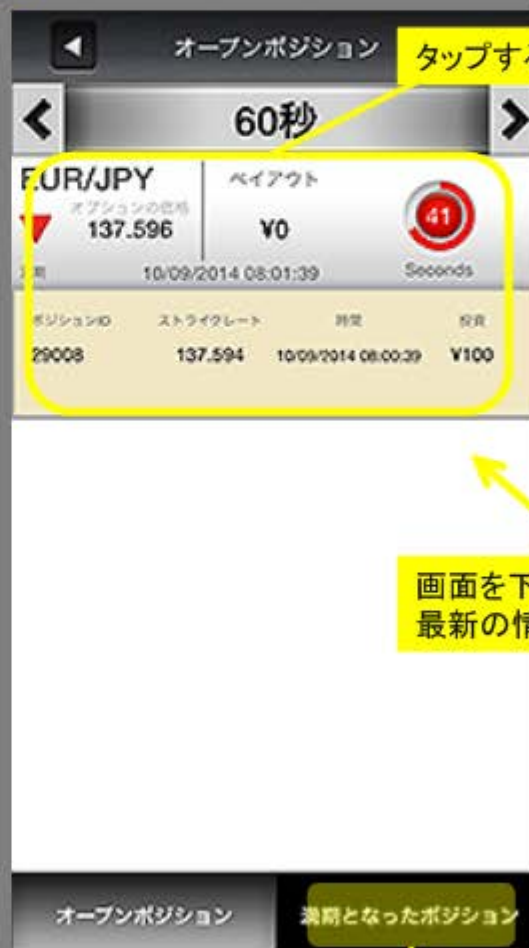 オープンポジション
タップする
60秒
EUR/JPY
ペイアウト
オプションの価格
137.596
¥0
41
満期
10/09/2014 08:01:39
Seconds
ポジションID ストライクレート 時間 投資
29008 137.594 10/09/2014 08:00:39 ¥100
画面を下
最新の情
オープンポジション
満期となったポジション